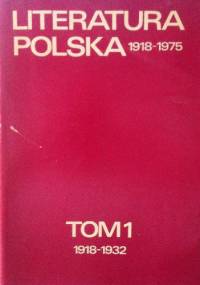 LITERATURA
POLSKA 1918-1975
TOM 1
1918-1932